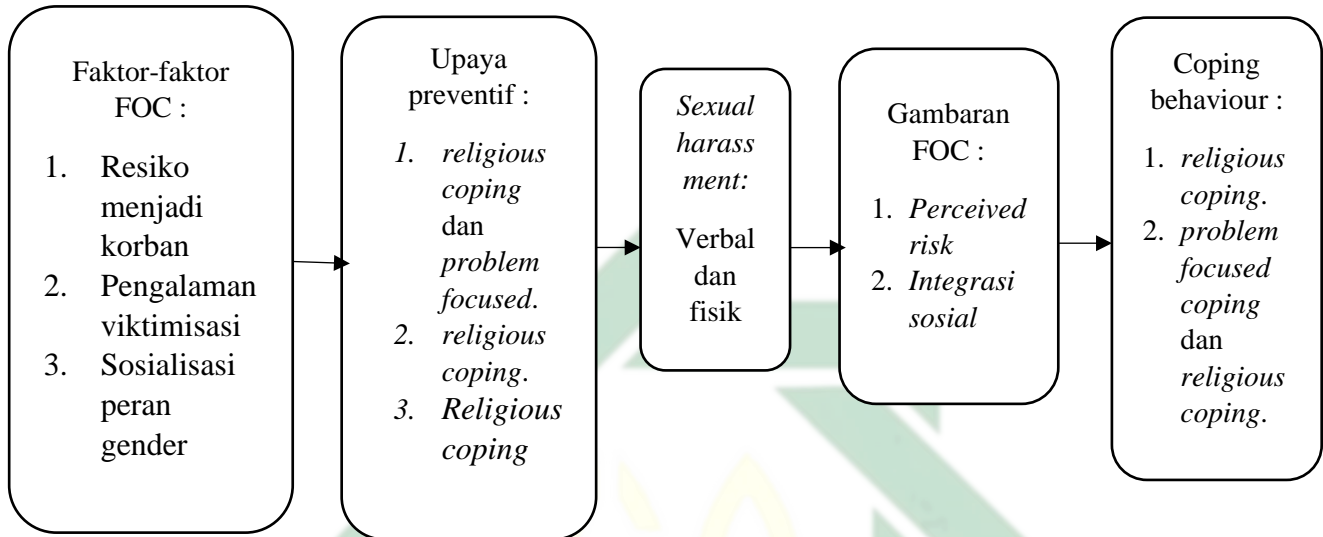 Faktor-faktor
FOC :
1. Resiko
menjadi
korban
2. Pengalaman
viktimisasi
3. Sosialisasi
peran
gender
Upaya
preventif :
1. religious
coping
dan
problem
focused.
2. religious
coping.
3. Religious
coping
Sexual
harass
ment:
Verbal
dan
fisik
Gambaran
FOC :
1. Perceived
risk
2. Integrasi
sosial
Coping
behaviour :
1. religious
coping.
2. problem
focused
coping
dan
religious
coping.